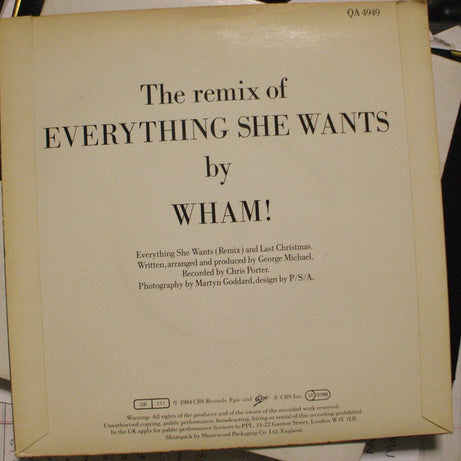 QA 4949
The remix of
EVERYTHING SHE WANTS
by
WHAM!
Everything She Wants (Remix) and Last Christmas.
Written, arranged and produced by George Michael.
Recorded by Chris Porter.
Photography by Martyn Goddard, design by P/S/A.
© 1984 CBS Records, Epic and ® CBS Inc.
Warning: All rights of the producer and of the owner of the recorded work reserved.
Unauthorized copying, public performance, broadcasting, hiring or rental of this recording prohibited.
In the UK apply for public performance licences to PPL, 14-22 Ganton Street, London W1V 1LB.
Shorepack by Shorewood Packaging Co. Ltd. England.